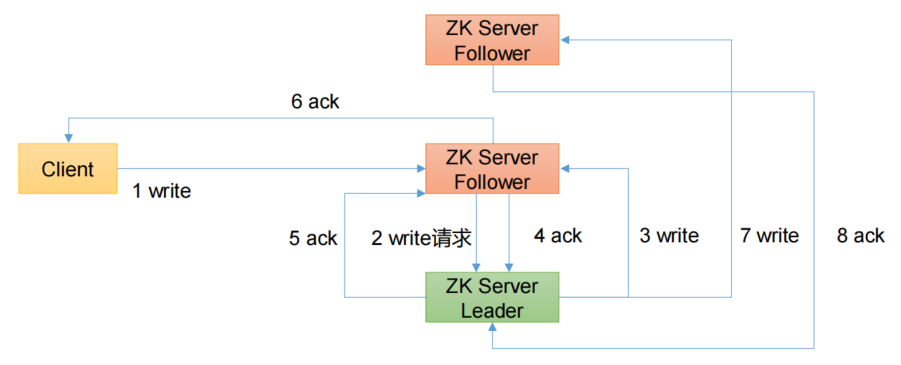 ZK Server
Follower
6 ack
Client
ZK Server
Follower
1 write
5 ack
2 write请求
4 ack
3 write
7 write
8 ack
ZK Server
Leader